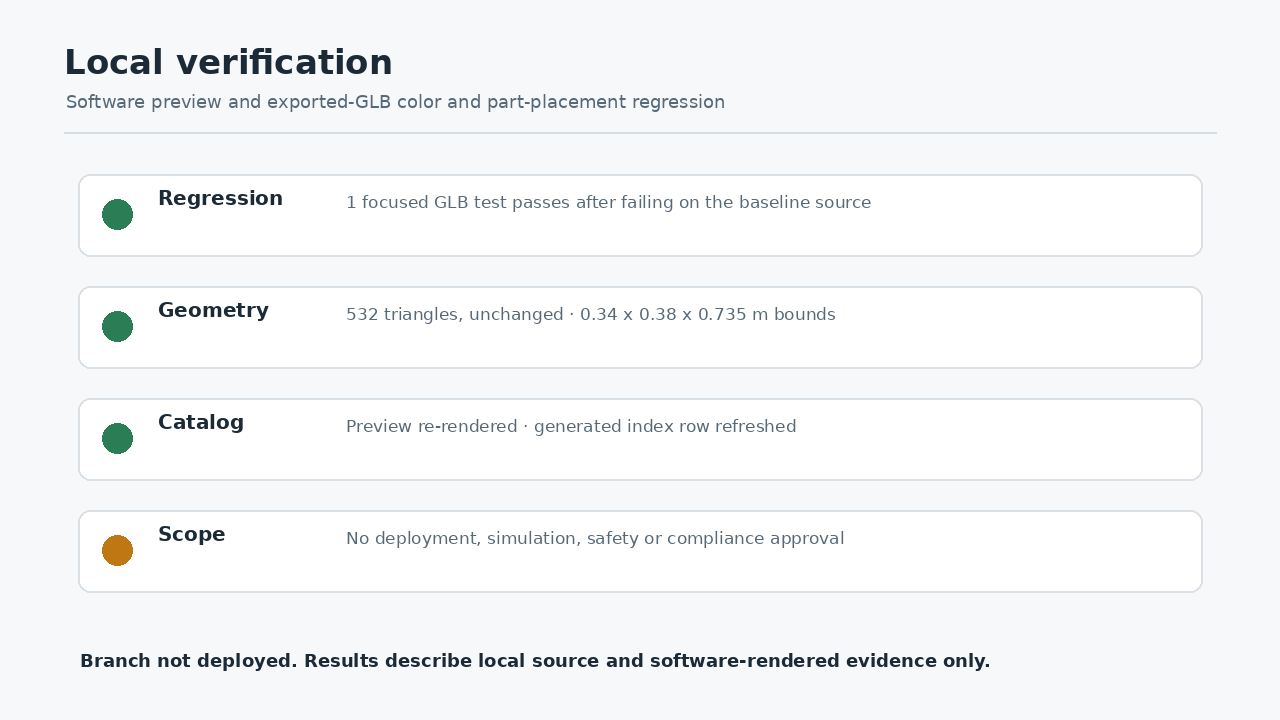 Local verification
Software preview and exported-GLB color and part-placement regression
Regression
1 focused GLB test passes after failing on the baseline source
Geometry
532 triangles, unchanged · 0.34 x 0.38 x 0.735 m bounds
Catalog
Preview re-rendered · generated index row refreshed
Scope
No deployment, simulation, safety or compliance approval
Branch not deployed. Results describe local source and software-rendered evidence only.